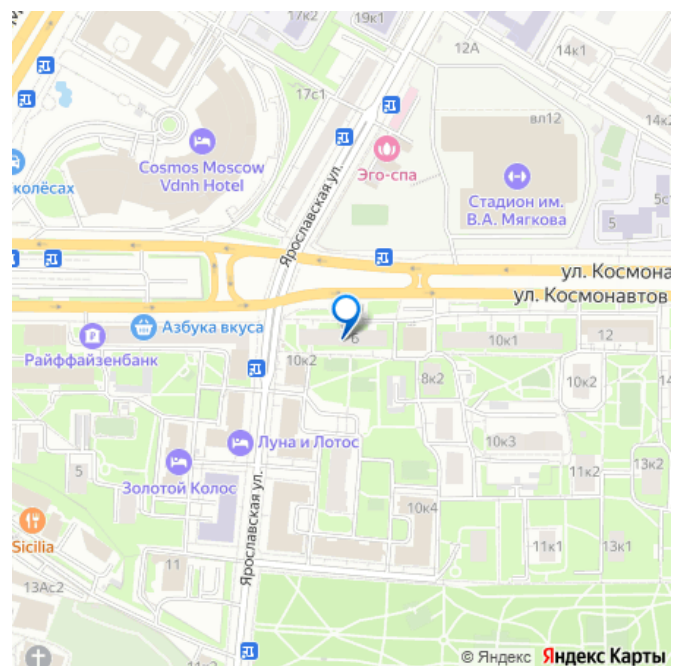 17к2
19к1
12А
14к1
17с1
вл12
14к2
Cosmos Moscow
Vdnh Hotel
Эго-спа
Стадион им.
В.А. Мягкова
5с1
5
колёсах
Ярославская ул.
ул. Космона
ул. Космонавтов
Азбука вкуса
Райффайзенбанк
6
10к2
10к1
12
8к2
10к2
Луна и Лотос
10к3
Золотой Колос
5
11к2
13к2
Ярославская ул.
10к4
Sicilia
11
11к1
13к1
13Ас2
11к2
© Яндекс Яндекс Карты